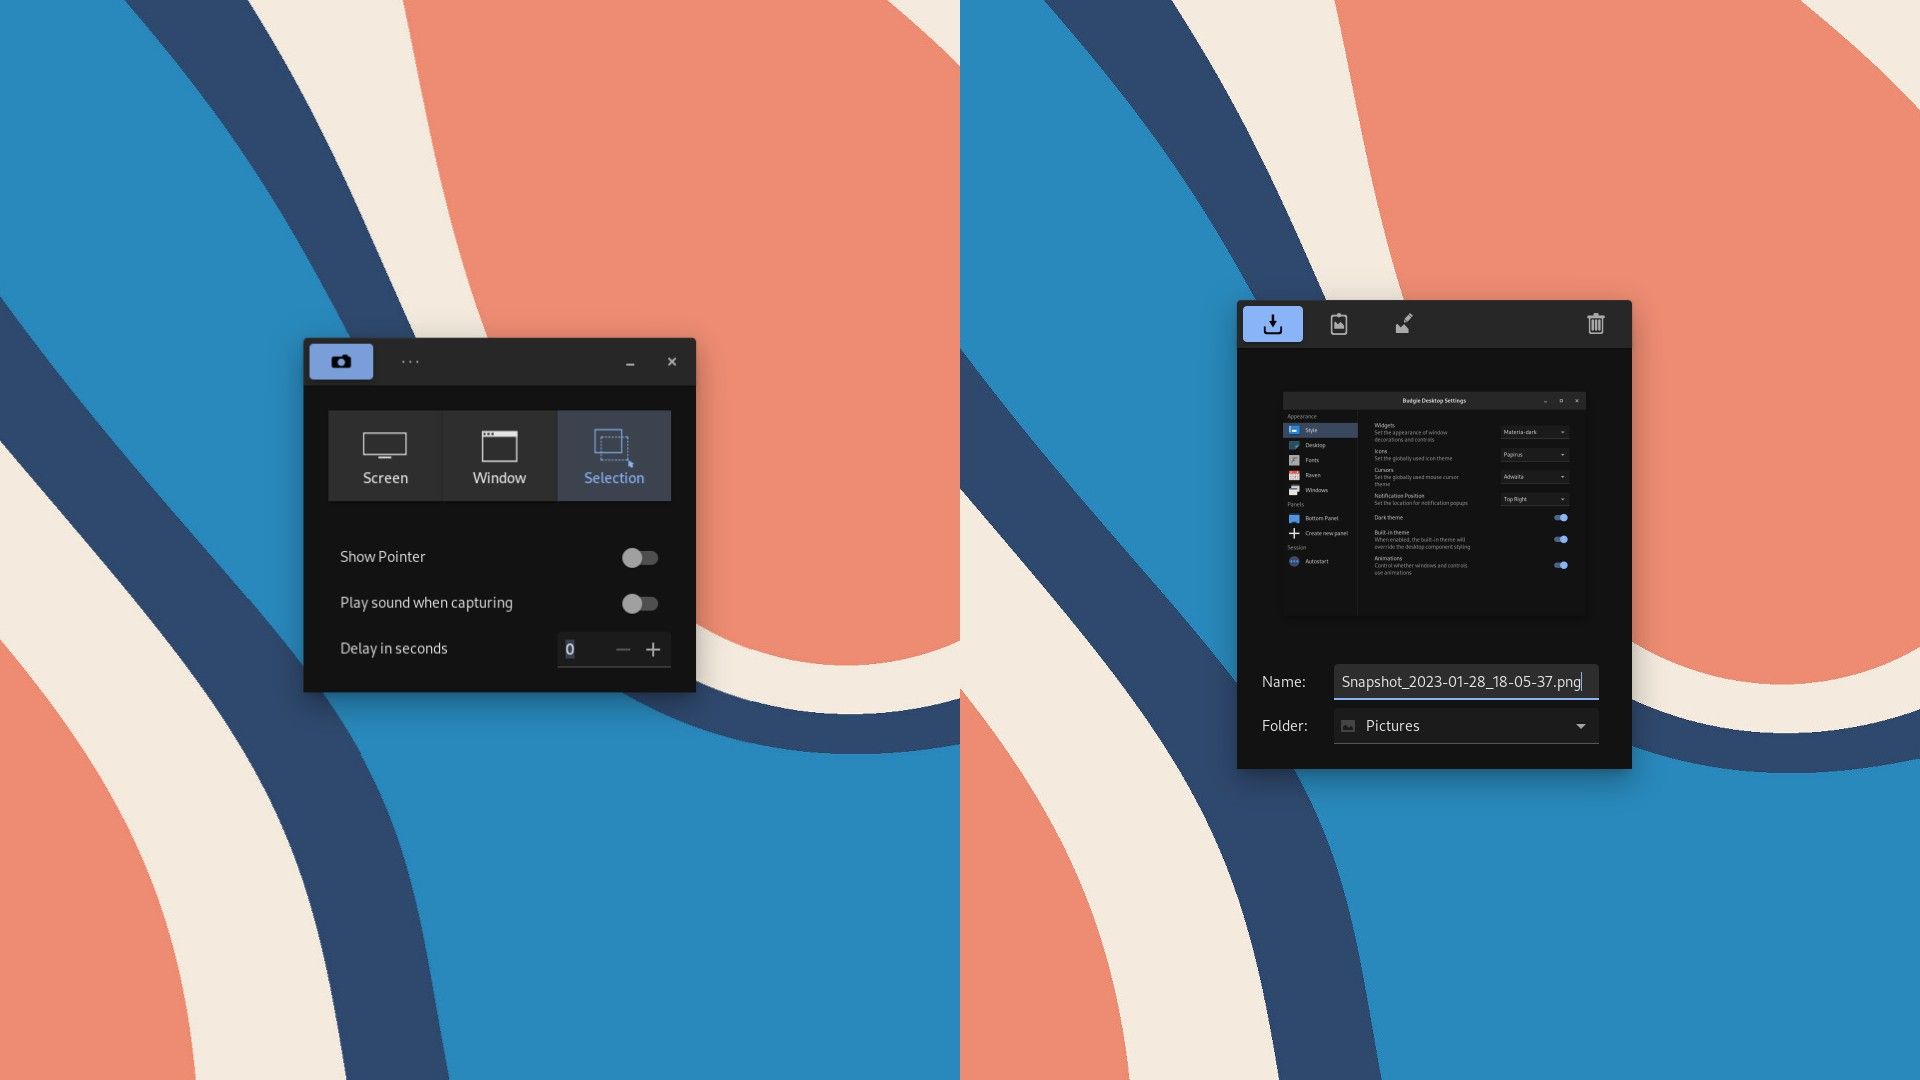 Screen
Window
Selection
Show Pointer
Play sound when capturing
Delay in seconds
0
Budgie Desktop Settings
Appearance
Style
Desktop
Fonts
Raven
Windows
Panels
Bottom Panel
Create new panel
Session
Autostart
Widgets
Set the appearance of window
decorations and controls
Materia-dark
Icons
Set the globally used icon theme
Papirus
Cursors
Set the globally used mouse cursor
theme
Adwaita
Notification Position
Set the location for notification popups
Top Right
Dark theme
Built-in theme
When enabled, the built-in theme will
override the desktop component styling
Animations
Control whether windows and controls
use animations
Name:
Snapshot_2023-01-28_18-05-37.png
Folder:
Pictures